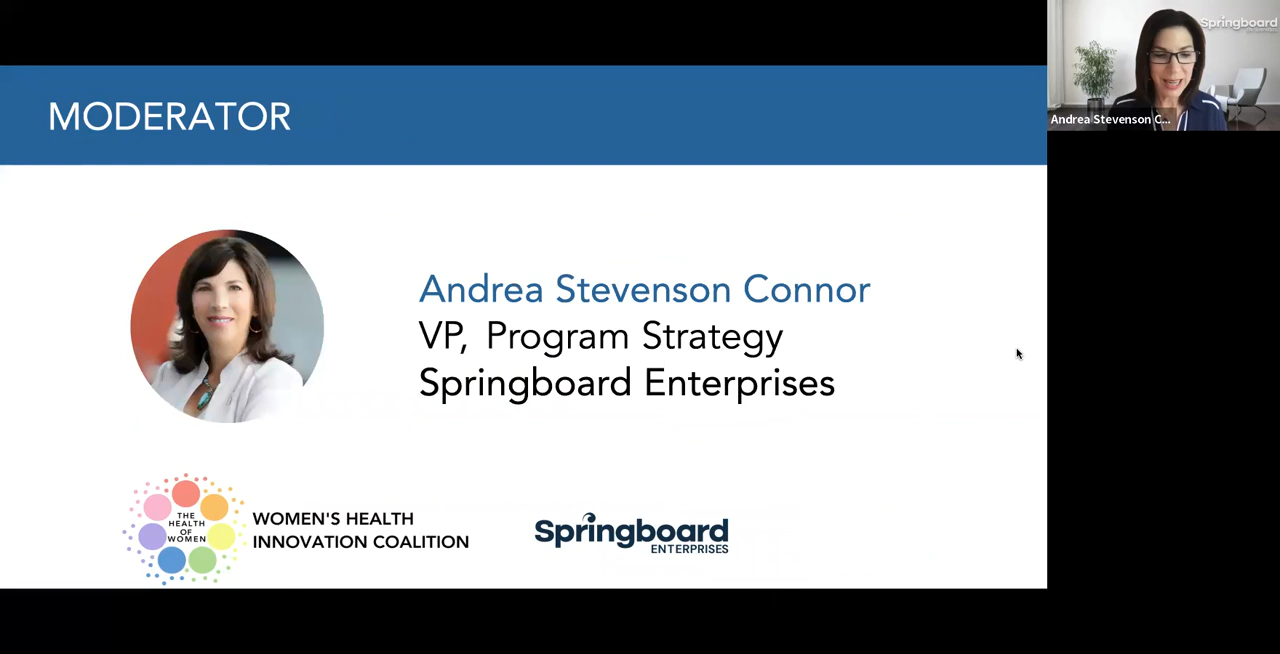 MODERATOR
Springboard
Andrea Stevenson C...
Andrea Stevenson Connor
VP, Program Strategy
Springboard Enterprises
THE
HEALTH
OF
WOMEN
WOMEN'S HEALTH
INNOVATION COALITION
Springboard
ENTERPRISES